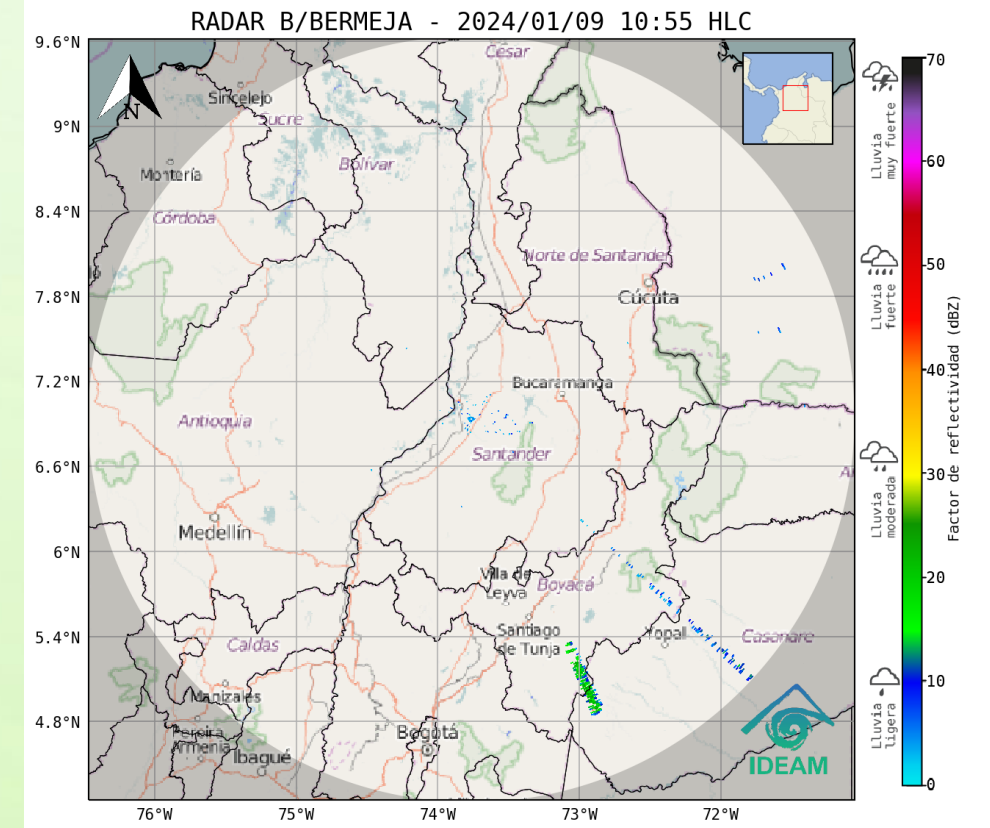 RADAR B/BERMEJA - 2024/01/09 10:55 HLC
9.6°N
9°N
8.4°N
7.8°N
7.2°N
6.6°N
6°N
5.4°N
4.8°N
76°W
75°W
74°W
73°W
72°W
N
Cesar
Sincelejo
Sucre
Bolívar
Montería
Córdoba
Norte de Santander
Cúcuta
Bucaramanga
Antioquia
Santander
Medellín
Villa de
Leyva
Boyacá
Santiago
de Tunja
Yopal
Casanare
Caldas
Manizales
Pereira
Armenia
Ibagué
Bogotá
IDEAM
Lluvia
muy fuerte
Lluvia
fuerte
Lluvia
moderada
Lluvia
ligera
70
60
50
40
30
20
10
0
Factor de reflectividad (dBZ)